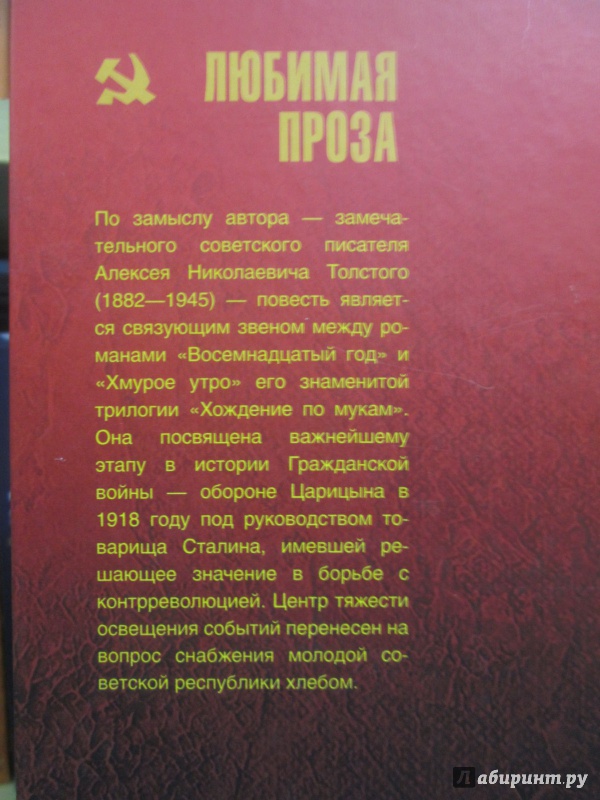 ЛЮБИМАЯ
ПРОЗА
По замыслу автора — замеча-
тельного советского писателя
Алексея Николаевича Толстого
(1882—1945) — повесть являет-
ся связующим звеном между ро-
манами «Восемнадцатый год» и
«Хмурое утро» его знаменитой
трилогии «Хождение по мукам».
Она посвящена важнейшему
этапу в истории Гражданской
войны — обороне Царицына в
1918 году под руководством то-
варища Сталина, имевшей ре-
шающее значение в борьбе с
контрреволюцией. Центр тяжести
освещения событий перенесен на
вопрос снабжения молодой со-
ветской республики хлебом.
Лабиринт.ру